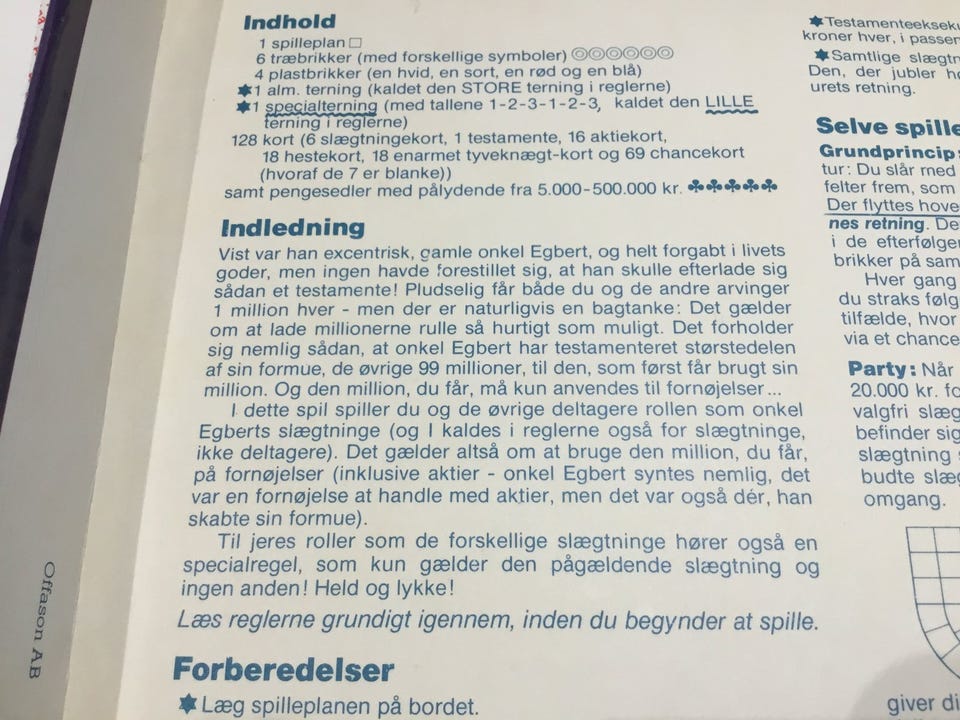 Indhold
1 spilleplan □
6 træbrikker (med forskellige symboler) ◎◎◎◎◎◎
4 plastbrikker (en hvid, en sort, en rød og en blå)
✶1 alm. terning (kaldet den STORE terning i reglerne)
✶1 specialterning (med tallene 1-2-3-1-2-3, kaldet den LILLE
terning i reglerne)
128 kort (6 slægtningekort, 1 testamente, 16 aktiekort,
18 hestekort, 18 enarmet tyveknægt-kort og 69 chancekort
(hvoraf de 7 er blanke))
samt pengesedler med pålydende fra 5.000-500.000 kr. ♣♣♣♣♣
Indledning
Vist var han excentrisk, gamle onkel Egbert, og helt forgabt i livets
goder, men ingen havde forestillet sig, at han skulle efterlade sig
sådan et testamente! Pludselig får både du og de andre arvinger
1 million hver - men der er naturligvis en bagtanke: Det gælder
om at lade millionerne rulle så hurtigt som muligt. Det forholder
sig nemlig sådan, at onkel Egbert har testamenteret størstedelen
af sin formue, de øvrige 99 millioner, til den, som først får brugt sin
million. Og den million, du får, må kun anvendes til fornøjelser...
I dette spil spiller du og de øvrige deltagere rollen som onkel
Egberts slægtninge (og I kaldes i reglerne også for slægtninge,
ikke deltagere). Det gælder altså om at bruge den million, du får,
på fornøjelser (inklusive aktier - onkel Egbert syntes nemlig, det
var en fornøjelse at handle med aktier, men det var også dér, han
skabte sin formue).
Til jeres roller som de forskellige slægtninge hører også en
specialregel, som kun gælder den pågældende slægtning og
ingen anden! Held og lykke!
Læs reglerne grundigt igennem, inden du begynder at spille.
Forberedelser
✶ Læg spilleplanen på bordet.
✶Testamenteekseku
kroner hver, i passen
✶Samtlige slægtn
Den, der jubler hø
urets retning.
Selve spille
Grundprincip:
tur: Du slår med
felter frem, som
Der flyttes hove
nes retning. De
i de efterfølger
brikker på sam
Hver gang
du straks følg
tilfælde, hvor
via et chance
Party: Når
20.000 kr. fo
valgfri slæg
befinder sig
slægtning s
budte slæg
omgang.
giver di
Offason AB